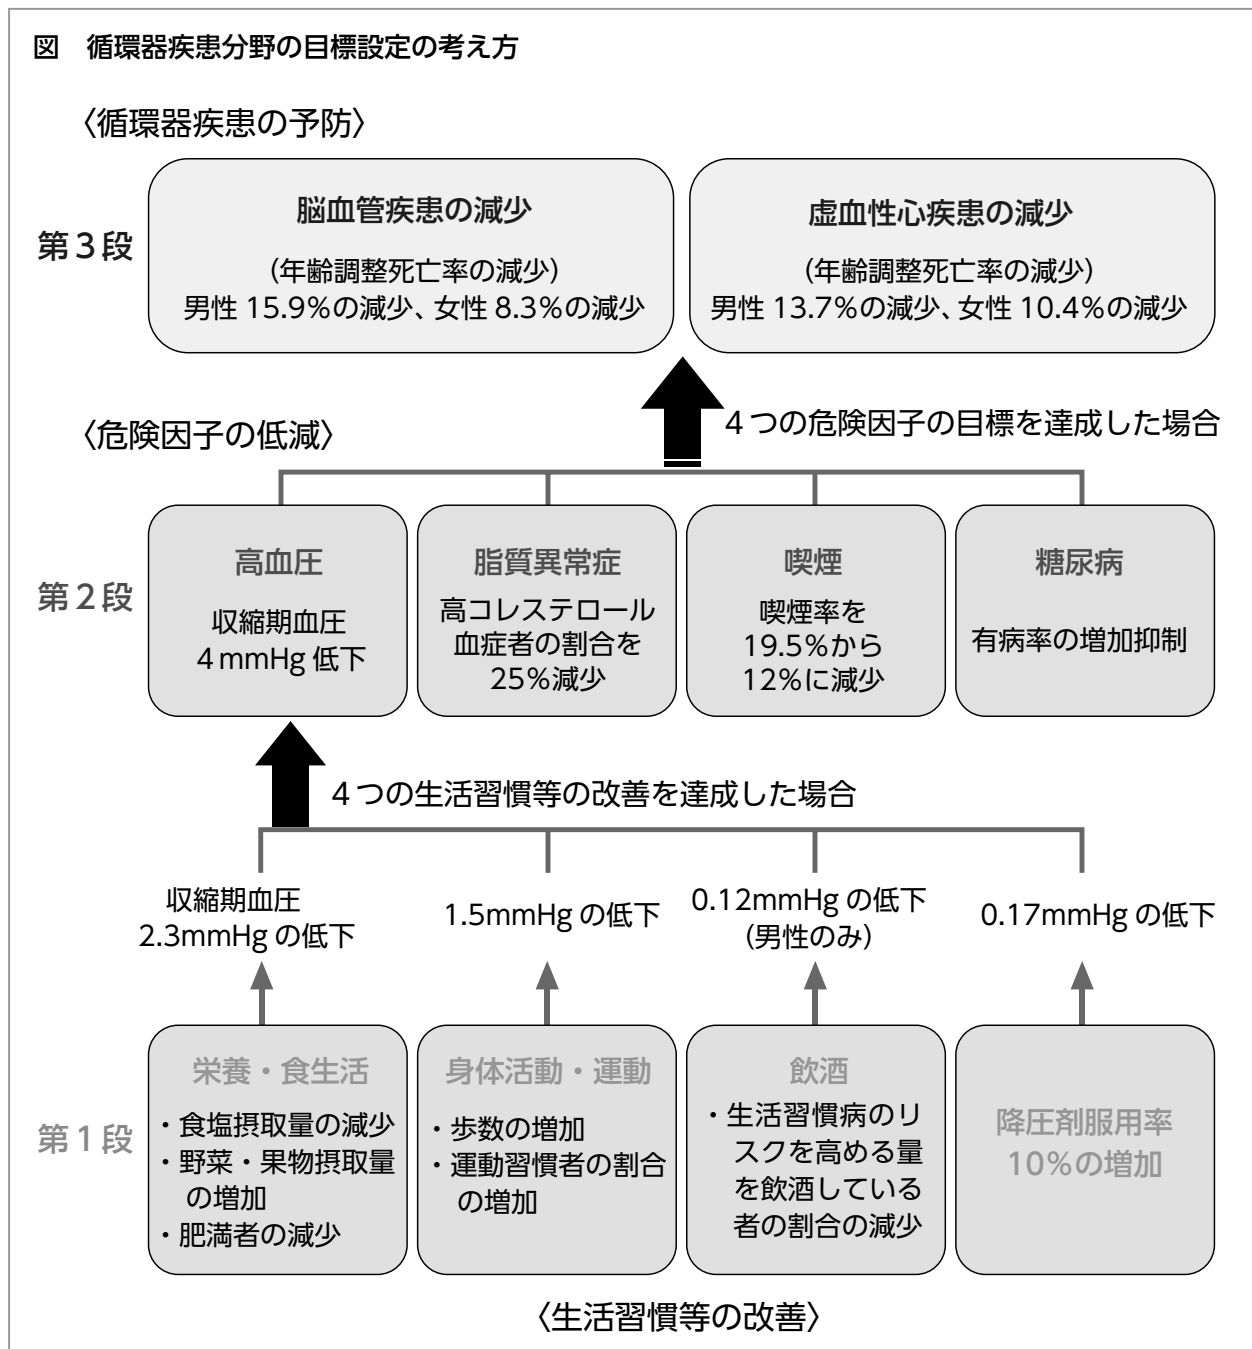 図　循環器疾患分野の目標設定の考え方
〈循環器疾患の予防〉
第3段
脳血管疾患の減少
(年齢調整死亡率の減少)
男性 15.9%の減少、女性 8.3%の減少
虚血性心疾患の減少
(年齢調整死亡率の減少)
男性 13.7%の減少、女性 10.4%の減少
4つの危険因子の目標を達成した場合
〈危険因子の低減〉
第2段
高血圧
収縮期血圧
4mmHg 低下
脂質異常症
高コレステロール
血症者の割合を
25%減少
喫煙
喫煙率を
19.5%から
12%に減少
糖尿病
有病率の増加抑制
4つの生活習慣等の改善を達成した場合
収縮期血圧
2.3mmHg の低下
1.5mmHg の低下
0.12mmHg の低下
(男性のみ)
0.17mmHg の低下
第1段
栄養・食生活
・食塩摂取量の減少
・野菜・果物摂取量
の増加
・肥満者の減少
身体活動・運動
・歩数の増加
・運動習慣者の割合
の増加
飲酒
・生活習慣病のリ
スクを高める量
を飲酒している
者の割合の減少
降圧剤服用率
10%の増加
〈生活習慣等の改善〉